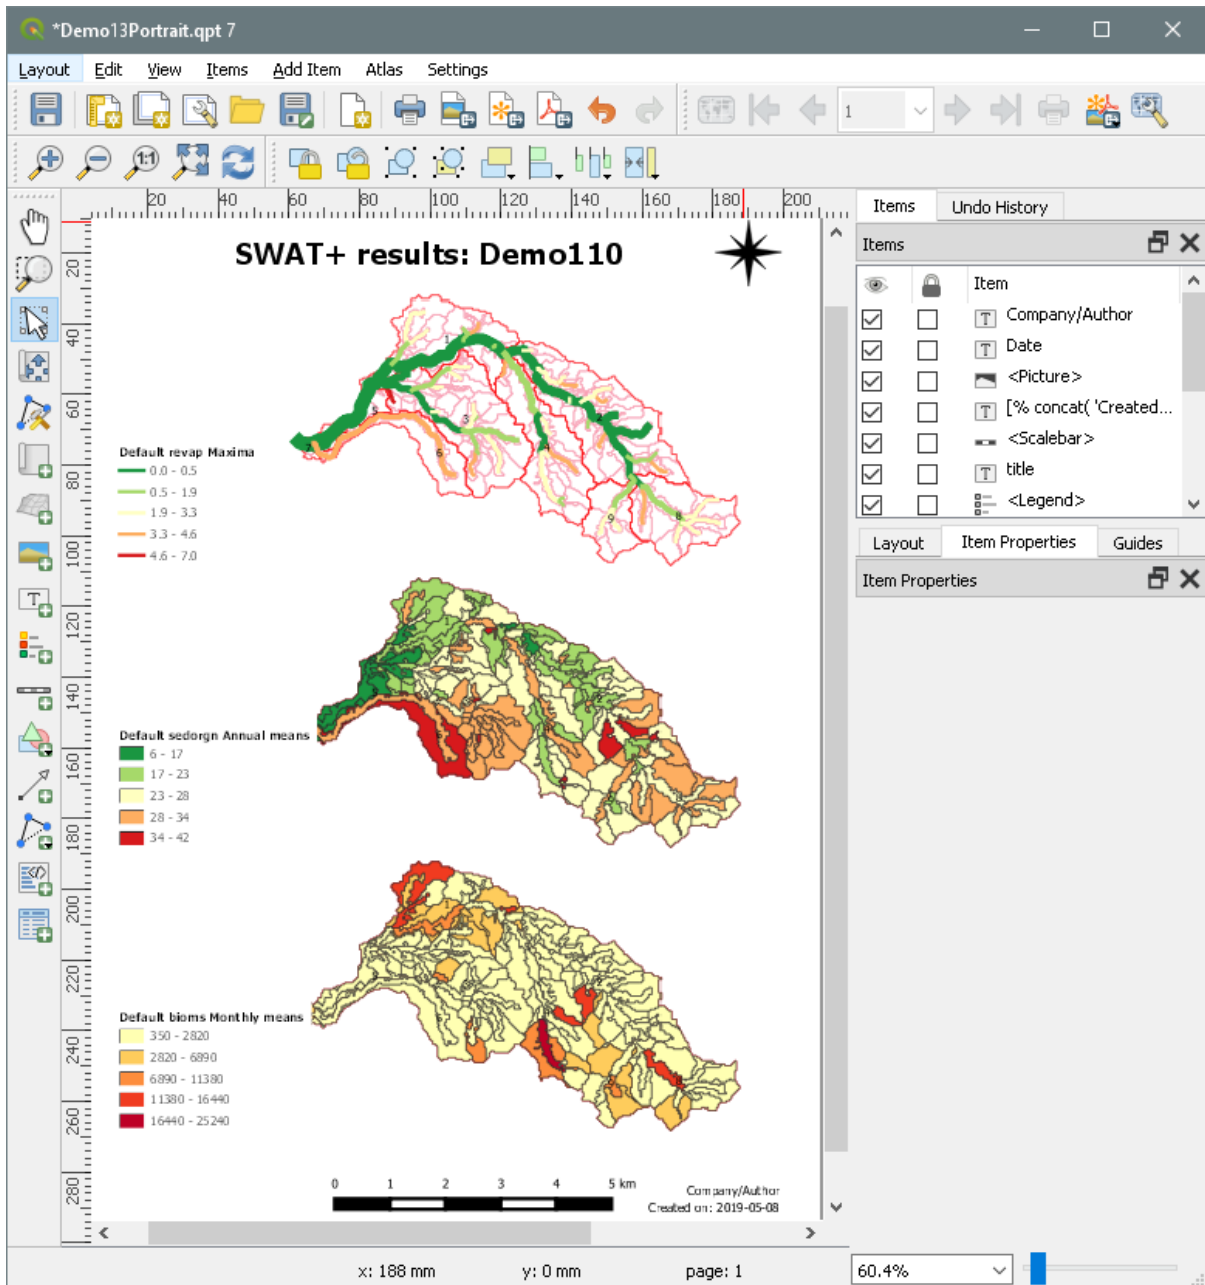 *Demo13Portrait.qpt 7
Layout Edit View Items Add Item Atlas Settings
1
1:1
20 40 60 80 100 120 140 160 180 200
Items Undo History
Items
Item
Company/Author
Date
<Picture>
[% concat( 'Created...
<Scalebar>
title
<Legend>
Layout Item Properties Guides
Item Properties
20
40
60
80
100
120
140
160
180
200
220
240
260
280
SWAT+ results: Demo110
Default revap Maxima
0.0 - 0.5
0.5 - 1.9
1.9 - 3.3
3.3 - 4.6
4.6 - 7.0
Default sedorgn Annual means
6 - 17
17 - 23
23 - 28
28 - 34
34 - 42
Default bioms Monthly means
350 - 2820
2820 - 6890
6890 - 11380
11380 - 16440
16440 - 25240
0 1 2 3 4 5 km
Company/Author
Created on: 2019-05-08
x: 188 mm y: 0 mm page: 1 60.4%